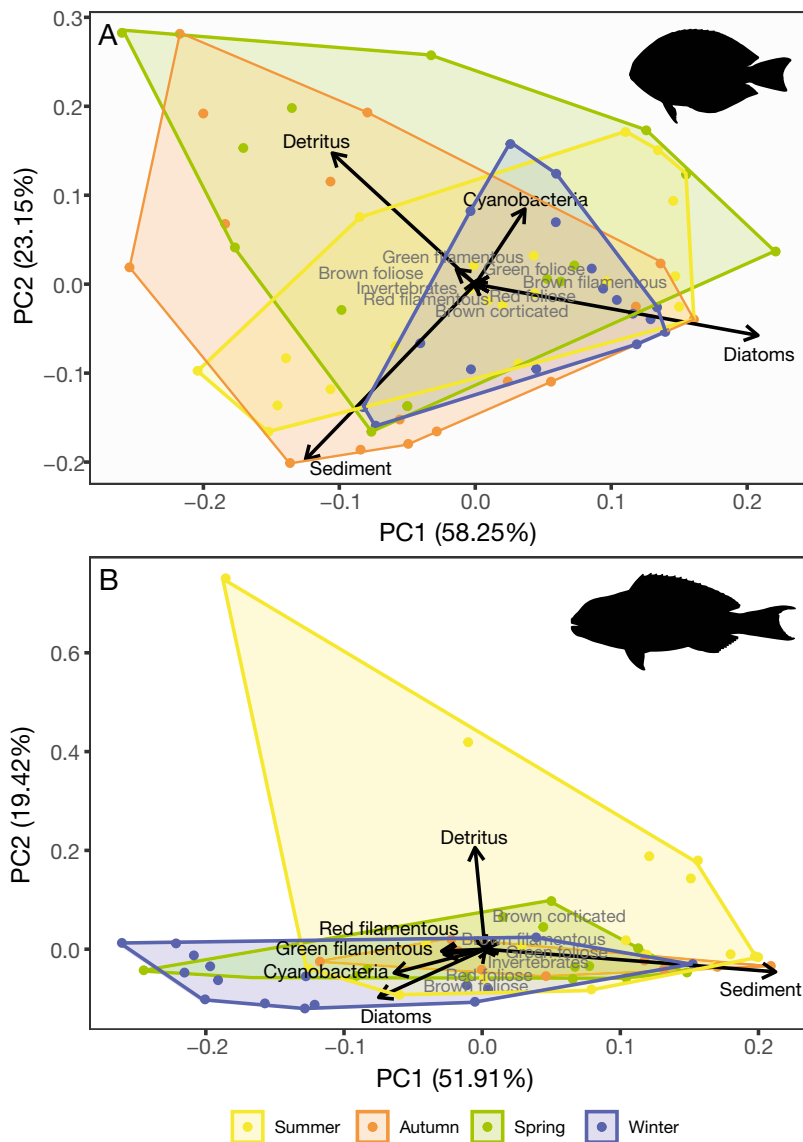 A
0.3
0.2
0.1
0.0
−0.1
−0.2
PC2 (23.15%)
Detritus
Cyanobacteria
Green filamentous
Brown foliose
Green foliose
Invertebrates
Brown filamentous
Red filamentous
Red foliose
Brown corticated
Diatoms
Sediment
−0.2
−0.1
0.0
0.1
0.2
PC1 (58.25%)
B
0.6
0.4
0.2
0.0
PC2 (19.42%)
Detritus
Brown corticated
Red filamentous
Brown filamentous
Green filamentous
Green foliose
Invertebrates
Cyanobacteria
Red foliose
Brown foliose
Sediment
Diatoms
−0.2
−0.1
0.0
0.1
0.2
PC1 (51.91%)
Summer
Autumn
Spring
Winter